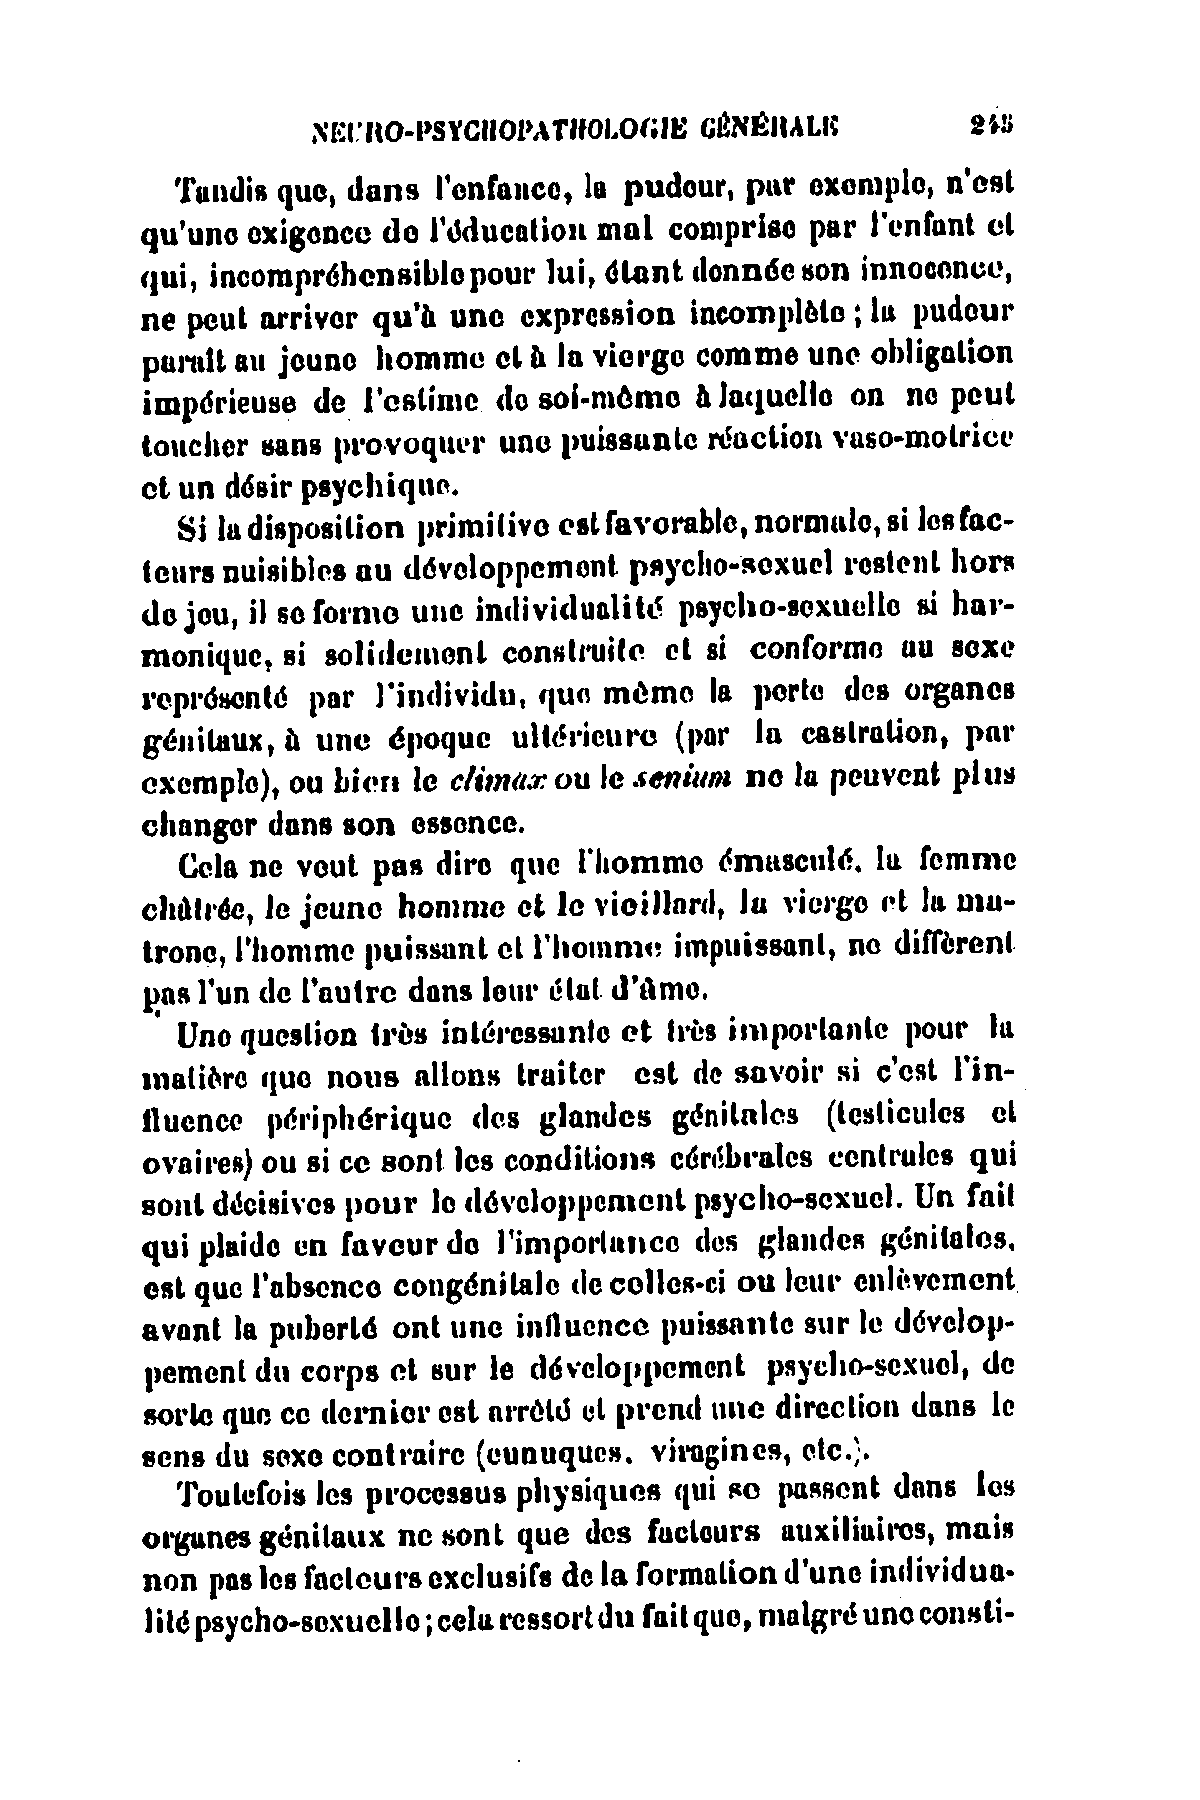 NEURO-PSYCHOPATHOLOGIE GÉNÉRALE 243
Tandis que, dans l'enfance, la pudeur, par exemple, n'est
qu'une exigence de l'éducation mal comprise par l'enfant et
qui, incompréhensible pour lui, étant donnée son innocence,
ne peut arriver qu'à une expression incomplète ; la pudeur
paraît au jeune homme et à la vierge comme une obligation
impérieuse de l'estime de soi-même à laquelle on ne peut
toucher sans provoquer une puissante réaction vaso-motrice
et un désir psychique.
Si la disposition primitive est favorable, normale, si les fac-
teurs nuisibles au développement psycho-sexuel restent hors
de jeu, il se forme une individualité psycho-sexuelle si har-
monique, si solidement construite et si conforme au sexe
représenté par l'individu, que même la perte des organes
génitaux, à une époque ultérieure (par la castration, par
exemple), ou bien le climax ou le senium ne la peuvent plus
changer dans son essence.
Cela ne veut pas dire que l'homme émasculé, la femme
châtrée, le jeune homme et le vieillard, la vierge et la ma-
trone, l'homme puissant et l'homme impuissant, ne diffèrent
pas l'un de l'autre dans leur état d'âme.
Une question très intéressante et très importante pour la
matière que nous allons traiter est de savoir si c'est l'in-
fluence périphérique des glandes génitales (testicules et
ovaires) ou si ce sont les conditions cérébrales centrales qui
sont décisives pour le développement psycho-sexuel. Un fait
qui plaide en faveur de l'importance des glandes génitales,
est que l'absence congénitale de celles-ci ou leur enlèvement
avant la puberté ont une influence puissante sur le dévelop-
pement du corps et sur le développement psycho-sexuel, de
sorte que ce dernier est arrêté et prend une direction dans le
sens du sexe contraire (eunuques, viragines, etc.).
Toutefois les processus physiques qui se passent dans les
organes génitaux ne sont que des facteurs auxiliaires, mais
non pas les facteurs exclusifs de la formation d'une individua-
lité psycho-sexuelle ; cela ressort du fait que, malgré une consti-